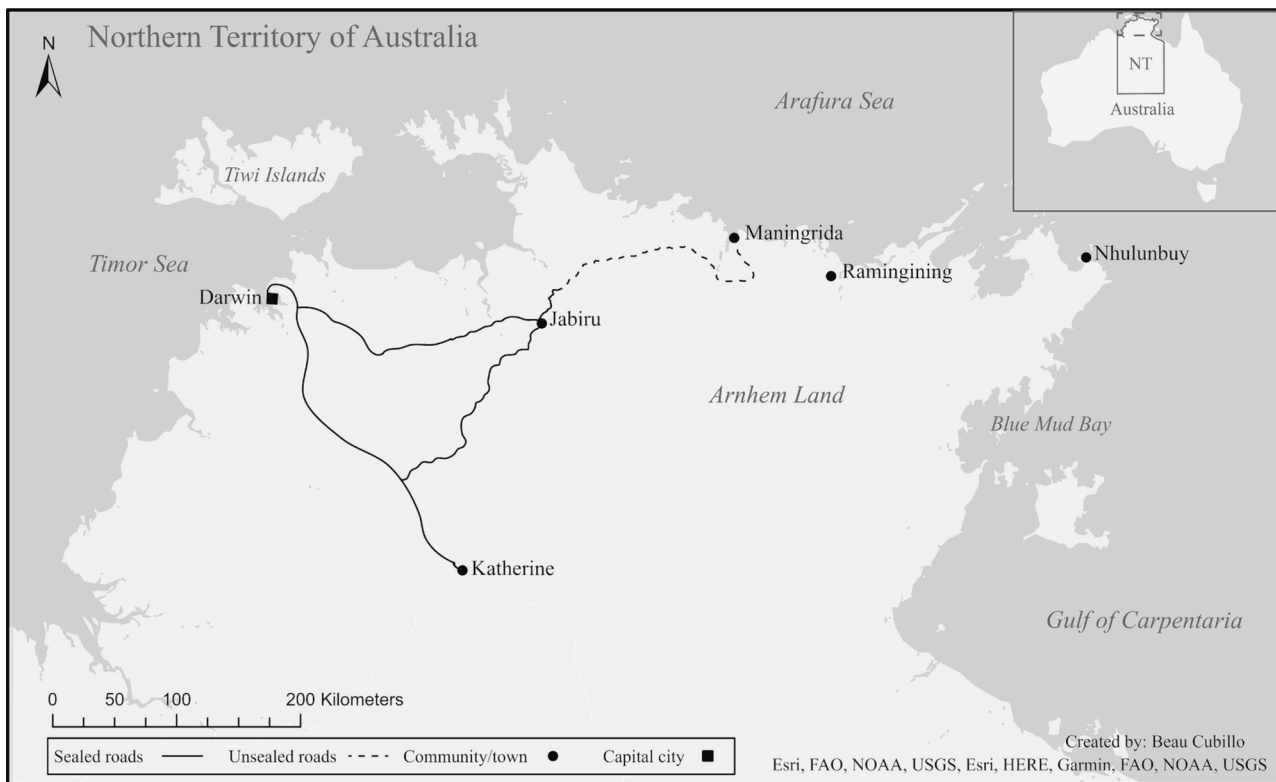 Northern Territory of Australia
N
Arafura Sea
NT
Australia
Tiwi Islands
Timor Sea
Maningrida
Ramingining
Nhulunbuy
Darwin
Jabiru
Arnhem Land
Blue Mud Bay
Katherine
Gulf of Carpentaria
0 50 100 200 Kilometers
Sealed roads Unsealed roads Community/town Capital city
Created by: Beau Cubillo
Esri, FAO, NOAA, USGS, Esri, HERE, Garmin, FAO, NOAA, USGS